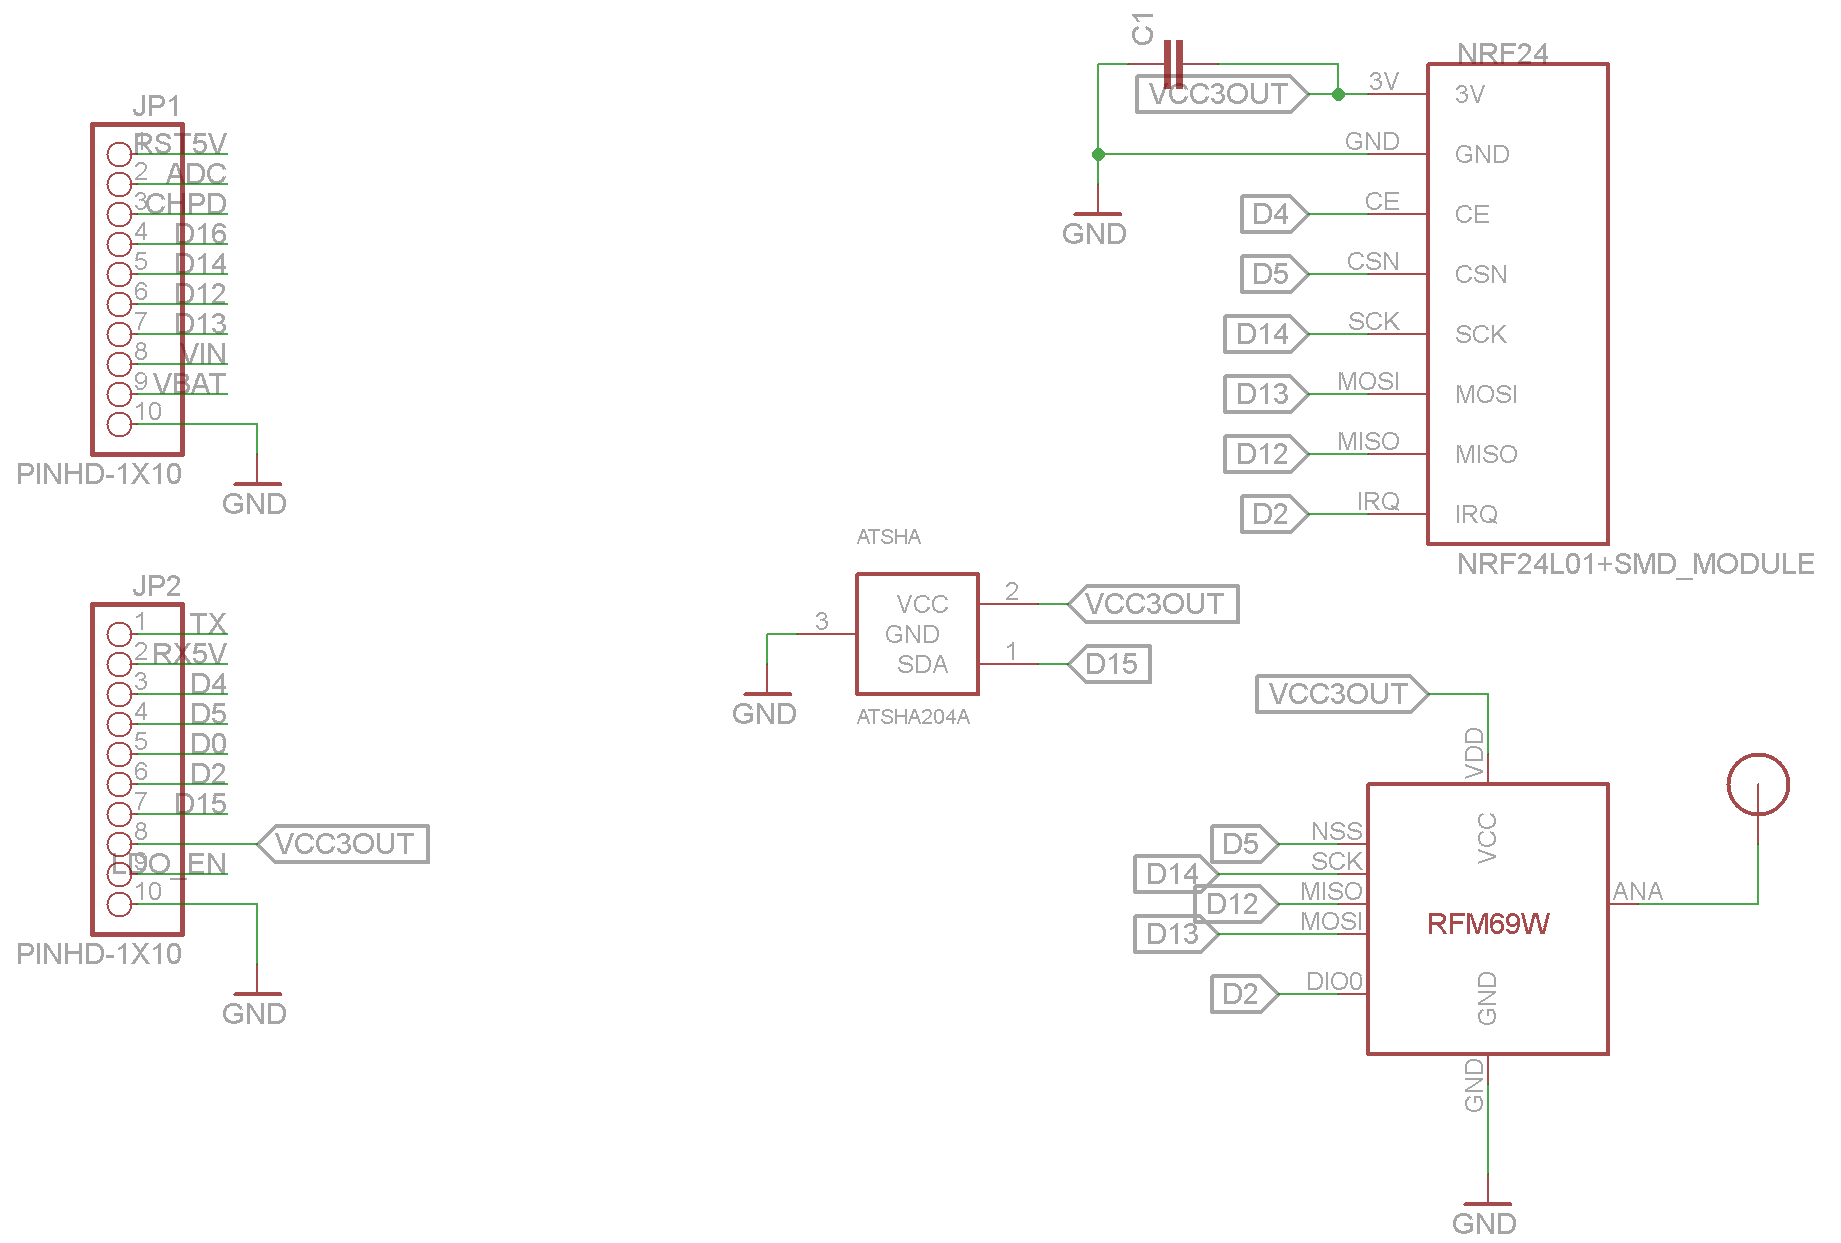 JP1
1 RST5V
2 ADC
3 CHPD
4 D16
5 D14
6 D12
7 D13
8 VIN
9 VBAT
10
PINHD-1X10
GND
JP2
1 TX
2 RX5V
3 D4
4 D5
5 D0
6 D2
7 D15
8 VCC3OUT
9 LDO_EN
10
PINHD-1X10
GND
ATSHA
VCC 2 VCC3OUT
3 GND
SDA 1 D15
GND
ATSHA204A
C1
NRF24
VCC3OUT 3V 3V
GND GND
GND
D4 CE CE
D5 CSN CSN
D14 SCK SCK
D13 MOSI MOSI
D12 MISO MISO
D2 IRQ IRQ
NRF24L01+SMD_MODULE
VCC3OUT
VDD
VCC
D5 NSS
D14 SCK
D12 MISO
D13 MOSI
D2 DIO0
RFM69W
ANA
GND
GND
GND